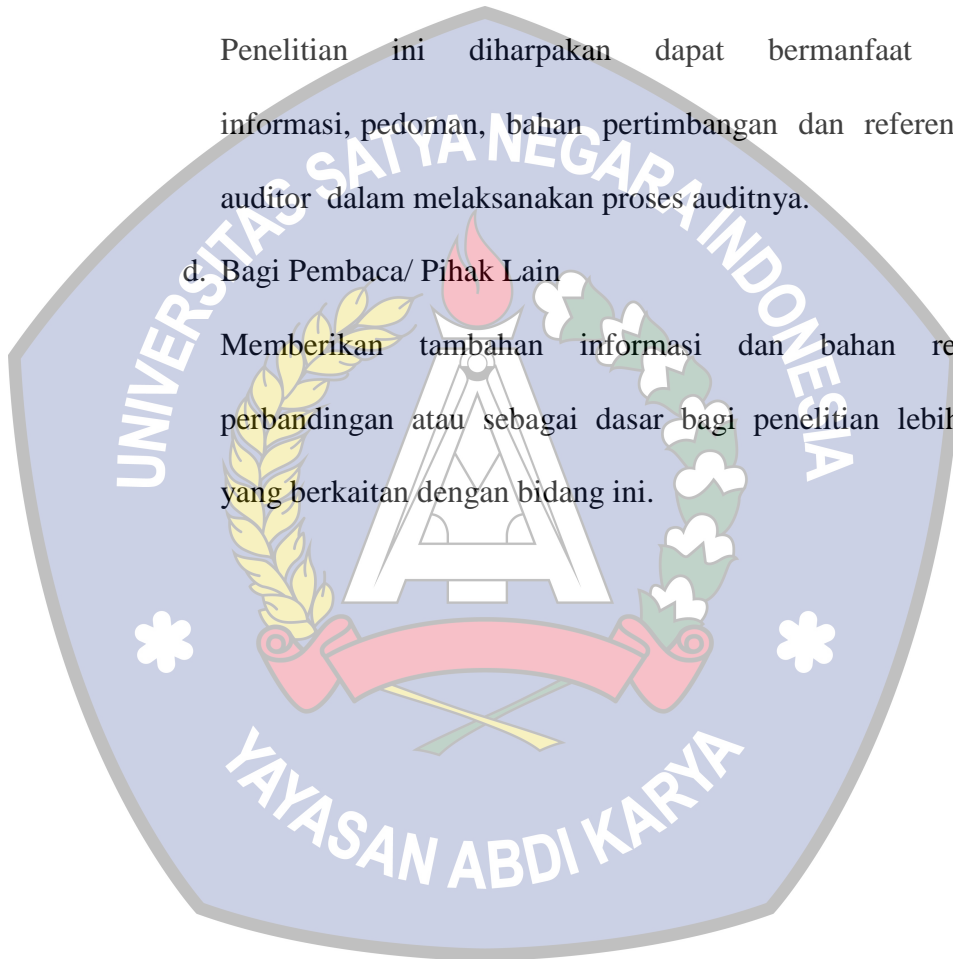 Penelitian ini diharpakan dapat bermanfaat
informasi, pedoman, bahan pertimbangan dan referen
auditor dalam melaksanakan proses auditnya.
d. Bagi Pembaca/ Pihak Lain
Memberikan tambahan informasi dan bahan re
perbandingan atau sebagai dasar bagi penelitian lebih
yang berkaitan dengan bidang ini.
UNIVERSITAS SATYA NEGARA INDONESIA
YAYASAN ABDI KARYA